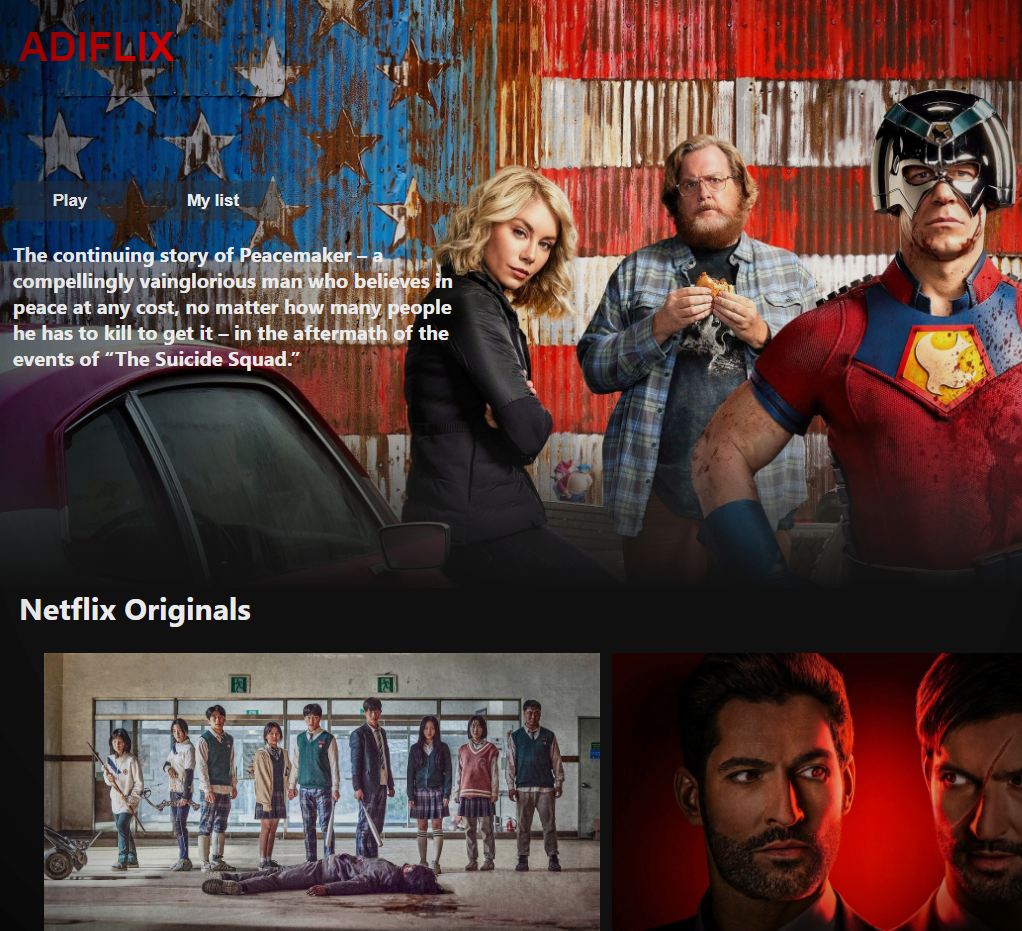 ADIFLIX
Play My list
The continuing story of Peacemaker – a
compellingly vainglorious man who believes in
peace at any cost, no matter how many people
he has to kill to get it – in the aftermath of the
events of “The Suicide Squad.”
Netflix Originals